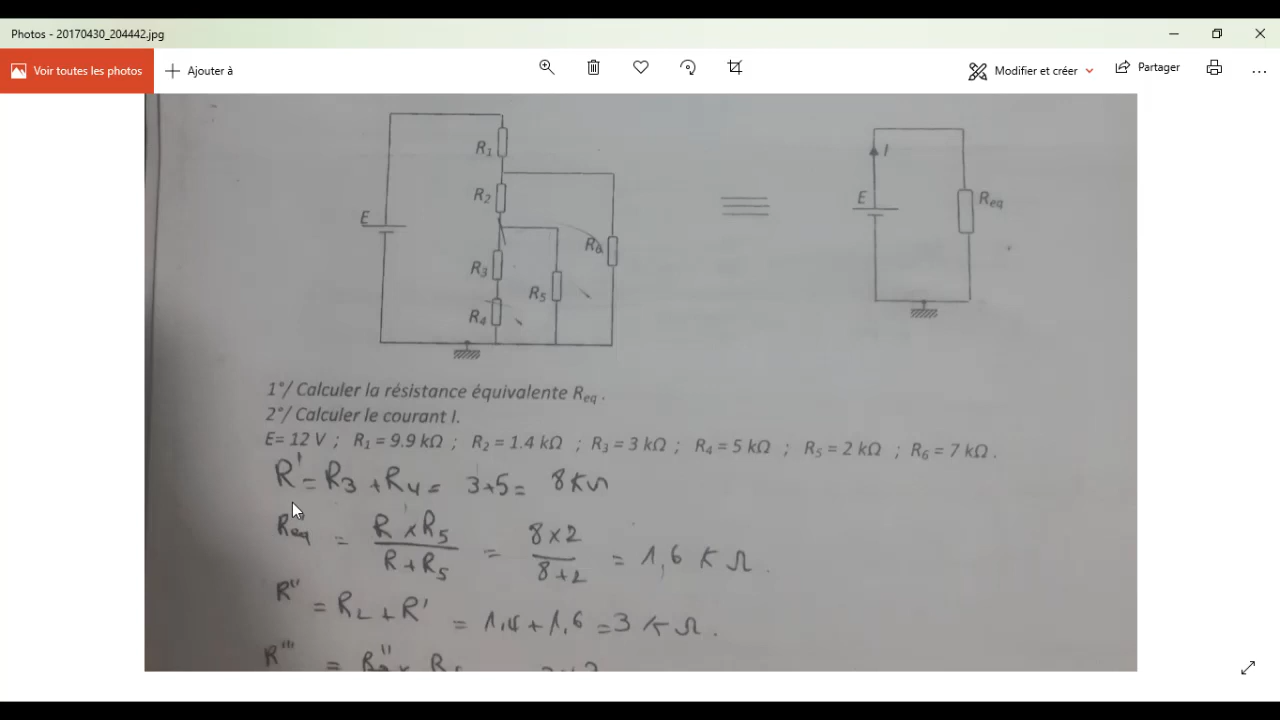 Photos - 20170430_204442.jpg
Voir toutes les photos
Ajouter à
Modifier et créer
Partager
R1
R2
E
R3
R4
R5
R6
I
E
Req
1°/ Calculer la résistance équivalente Req .
2°/ Calculer le courant I.
E= 12 V ; R1 = 9.9 kΩ ; R2 = 1.4 kΩ ; R3 = 3 kΩ ; R4 = 5 kΩ ; R5 = 2 kΩ ; R6 = 7 kΩ .
R' = R3 + R4 = 3+5 = 8 KΩ
Req = R × R5 / R + R5 = 8 × 2 / 8 + 2 = 1,6 K Ω .
R'' = R2 + R' = 1,4 + 1,6 = 3 K Ω .
R''' =